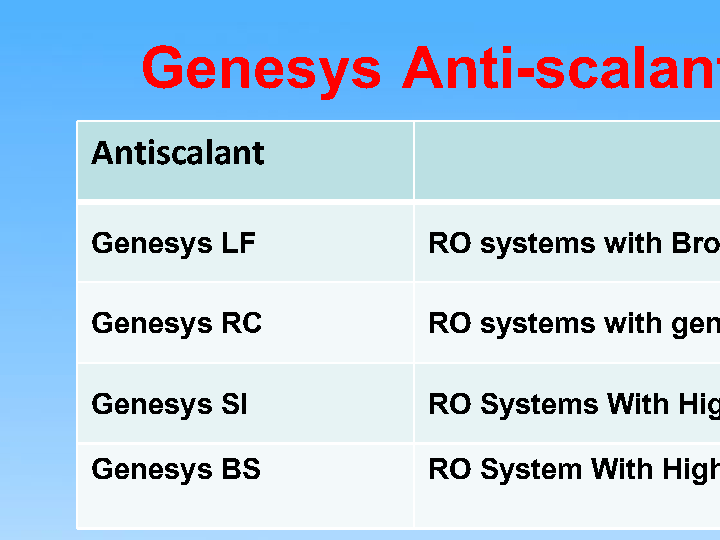 Genesys Anti-scalant
Antiscalant
Genesys LF
RO systems with Bro
Genesys RC
RO systems with gen
Genesys SI
RO Systems With Hig
Genesys BS
RO System With High